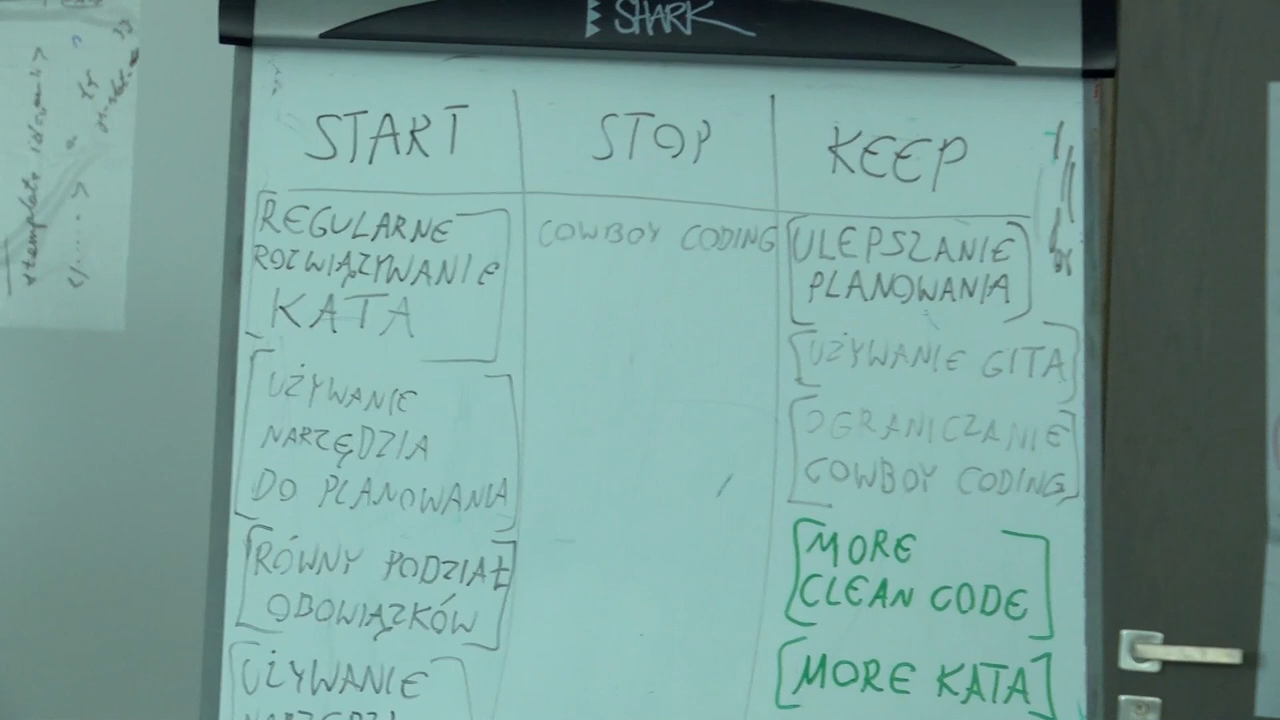 SHARK
START
STOP
KEEP
REGULARNE
ROZWIĄZYWANIE
KATA
UŻYWANIE
NARZĘDZIA
DO PLANOWANIA
RÓWNY PODZIAŁ
OBOWIĄZKÓW
UŻYWANIE
COWBOY CODING
ULEPSZANIE
PLANOWANIA
UŻYWANIE GITA
OGRANICZANIE
COWBOY CODING
MORE
CLEAN CODE
MORE KATA